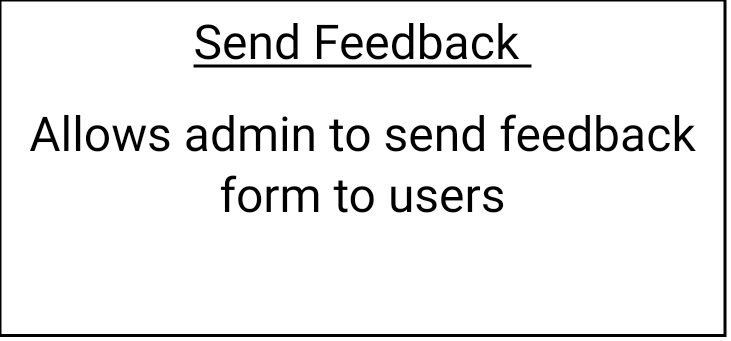 Send Feedback
Allows admin to send feedback
form to users